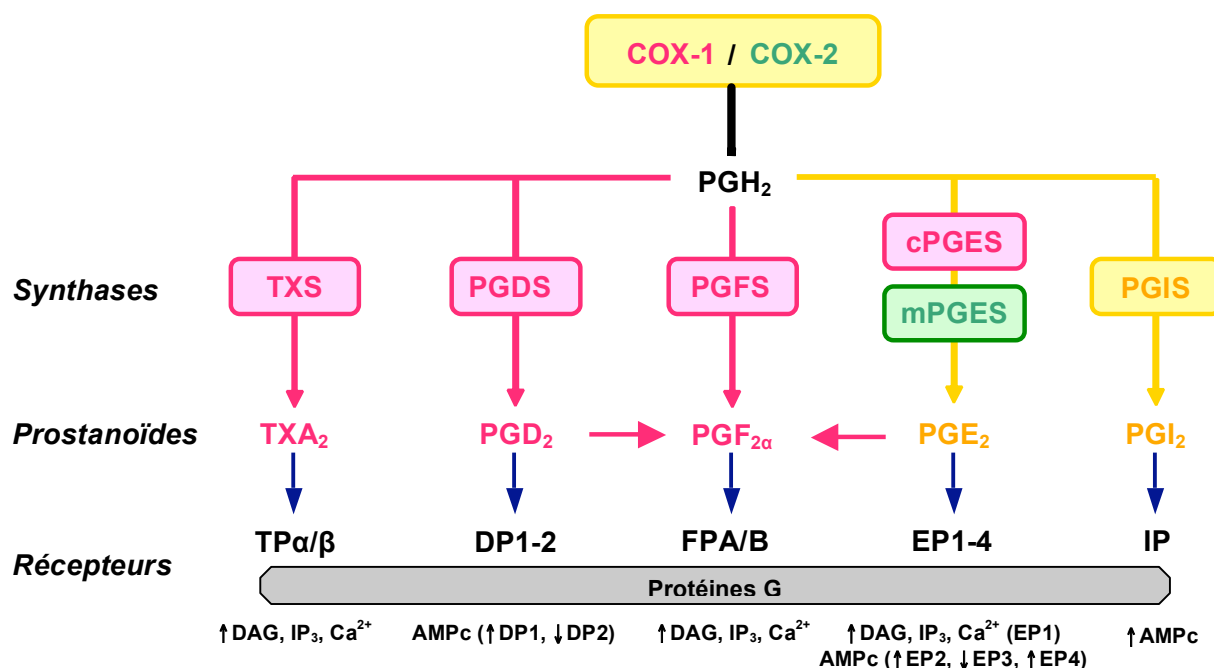 COX-1 / COX-2
PGH₂
cPGES
Synthases TXS PGDS PGFS mPGES PGIS
Prostanoïdes TXA₂ PGD₂ PGF₂α PGE₂ PGI₂
TPα/β DP1-2 FPA/B EP1-4 IP
Récepteurs
Protéines G
↑DAG, IP₃, Ca²⁺ AMPc (↑DP1, ↓DP2) ↑DAG, IP₃, Ca²⁺ ↑DAG, IP₃, Ca²⁺ (EP1) ↑AMPc
AMPc (↑EP2, ↓EP3, ↑EP4)